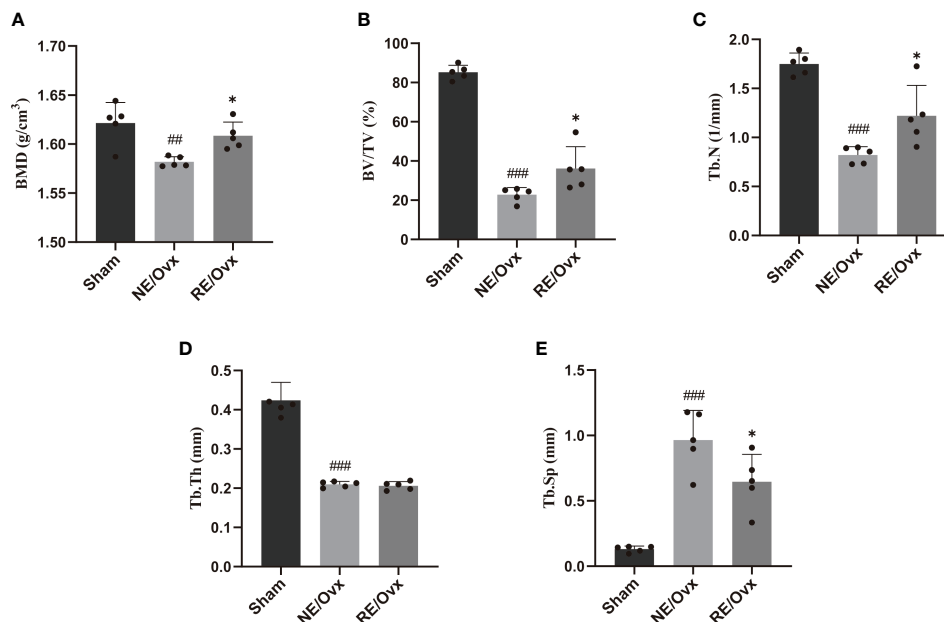 A
BMD (g/cm³)
1.70
1.65
1.60
1.55
1.50
##
*
Sham
NE/Ovx
RE/Ovx
B
BV/TV (%)
100
80
60
40
20
0
###
*
Sham
NE/Ovx
RE/Ovx
C
Tb.N (1/mm)
2.0
1.5
1.0
0.5
0.0
###
*
Sham
NE/Ovx
RE/Ovx
D
Tb.Th (mm)
0.5
0.4
0.3
0.2
0.1
0.0
###
Sham
NE/Ovx
RE/Ovx
E
Tb.Sp (mm)
1.5
1.0
0.5
0.0
###
*
Sham
NE/Ovx
RE/Ovx